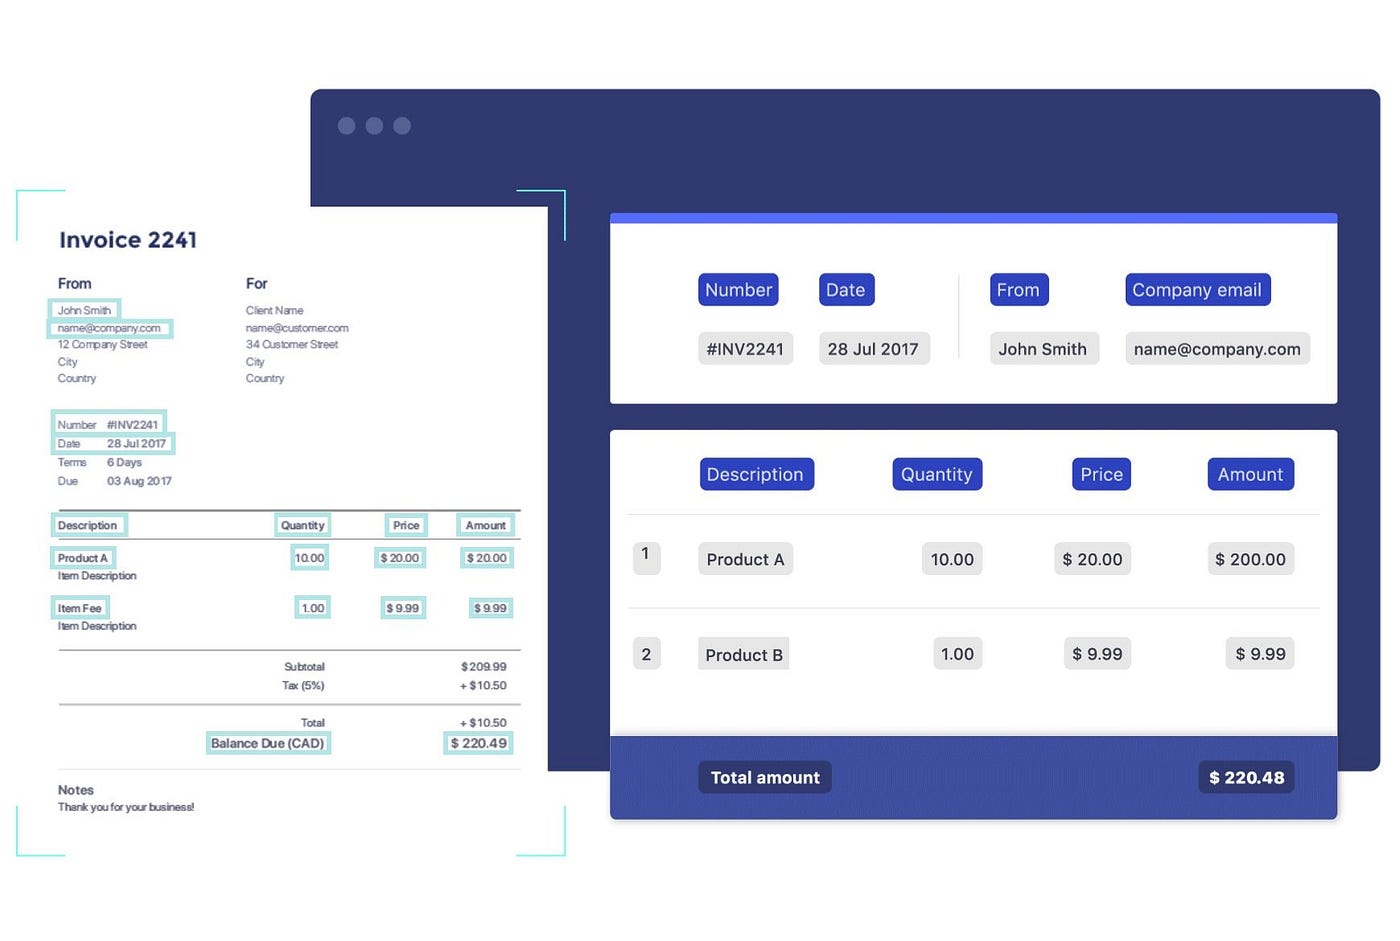 Invoice 2241
From For
John Smith Client Name
name@company.com name@customer.com
12 Company Street 34 Customer Street
City City
Country Country
Number #INV2241
Date 28 Jul 2017
Terms 6 Days
Due 03 Aug 2017
Description Quantity Price Amount
Product A 10.00 $ 20.00 $ 20.00
Item Description
Item Fee 1.00 $ 9.99 $ 9.99
Item Description
Subtotal $209.99
Tax (5%) + $10.50
Total + $10.50
Balance Due (CAD) $ 220.49
Notes
Thank you for your business!
Number Date From Company email
#INV2241 28 Jul 2017 John Smith name@company.com
Description Quantity Price Amount
1 Product A 10.00 $ 20.00 $ 200.00
2 Product B 1.00 $ 9.99 $ 9.99
Total amount $ 220.48